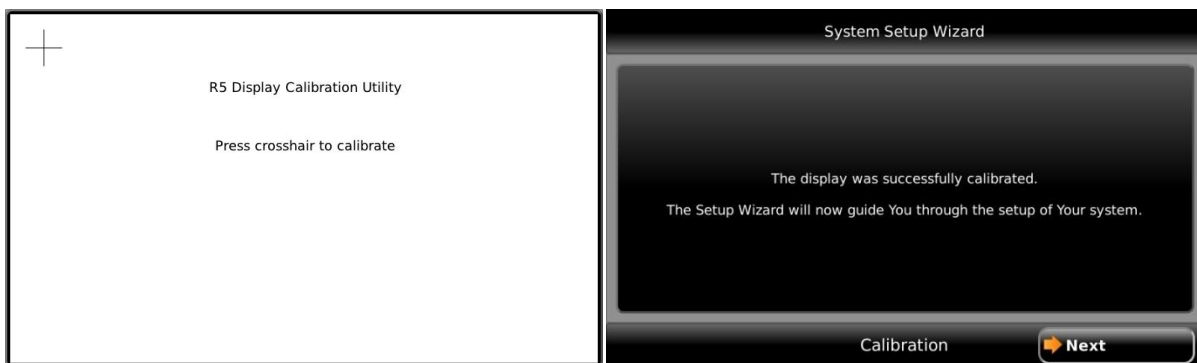 R5 Display Calibration Utility
Press crosshair to calibrate
System Setup Wizard
The display was successfully calibrated.
The Setup Wizard will now guide You through the setup of Your system.
Calibration
Next